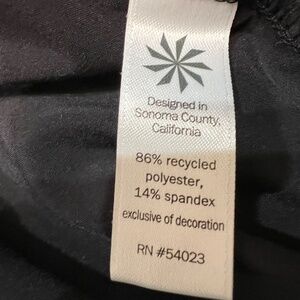 Designed in
Sonoma County,
California
86% recycled
polyester,
14% spandex
exclusive of decoration
RN #54023